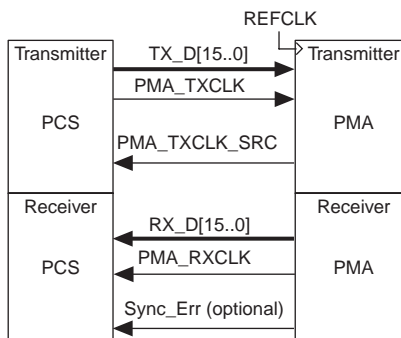 REFCLK
Transmitter TX_D[15..0] Transmitter
PMA_TXCLK
PCS PMA
PMA_TXCLK_SRC
Receiver Receiver
RX_D[15..0]
PCS PMA_RXCLK PMA
Sync_Err (optional)